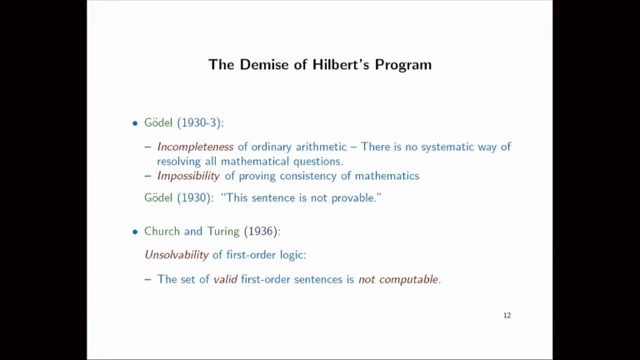 The Demise of Hilbert's Program
• Gödel (1930-3):
– Incompleteness of ordinary arithmetic – There is no systematic way of
resolving all mathematical questions.
– Impossibility of proving consistency of mathematics
Gödel (1930): “This sentence is not provable.”
• Church and Turing (1936):
Unsolvability of first-order logic:
– The set of valid first-order sentences is not computable.
12